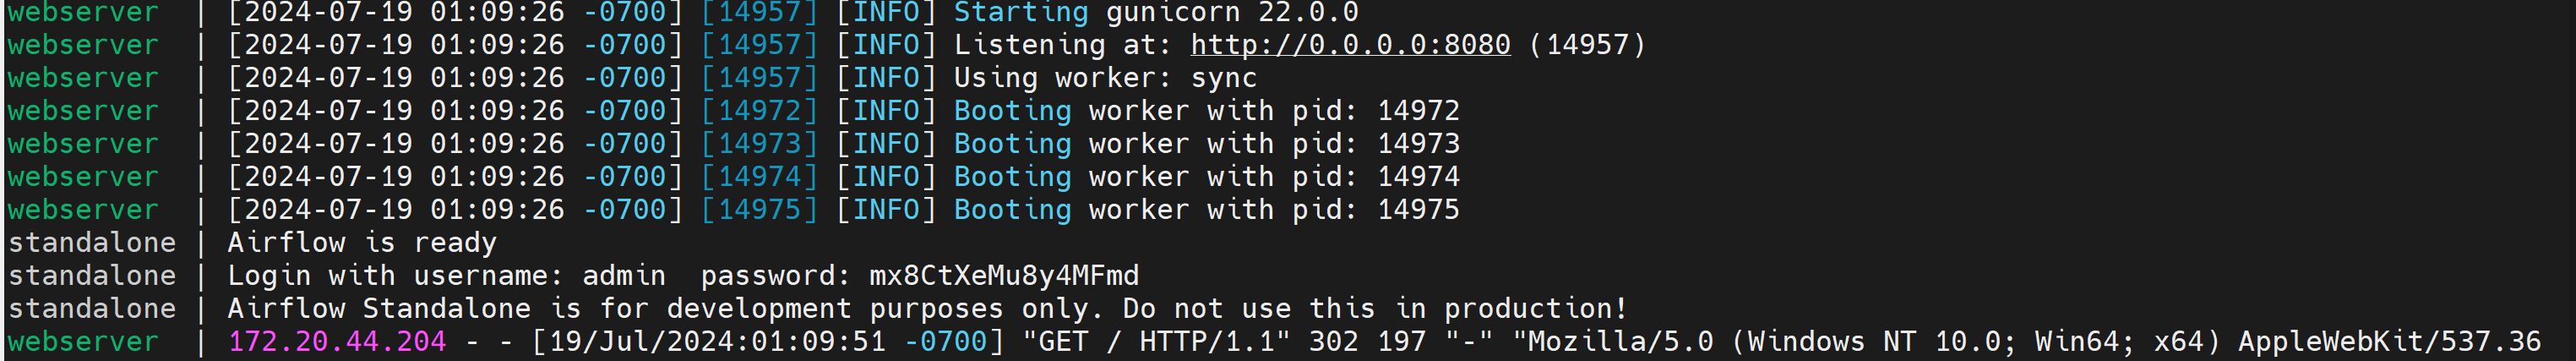 webserver  | [2024-07-19 01:09:26 -0700] [14957] [INFO] Starting gunicorn 22.0.0
webserver  | [2024-07-19 01:09:26 -0700] [14957] [INFO] Listening at: http://0.0.0.0:8080 (14957)
webserver  | [2024-07-19 01:09:26 -0700] [14957] [INFO] Using worker: sync
webserver  | [2024-07-19 01:09:26 -0700] [14972] [INFO] Booting worker with pid: 14972
webserver  | [2024-07-19 01:09:26 -0700] [14973] [INFO] Booting worker with pid: 14973
webserver  | [2024-07-19 01:09:26 -0700] [14974] [INFO] Booting worker with pid: 14974
webserver  | [2024-07-19 01:09:26 -0700] [14975] [INFO] Booting worker with pid: 14975
standalone | Airflow is ready
standalone | Login with username: admin  password: mx8CtXeMu8y4MFmd
standalone | Airflow Standalone is for development purposes only. Do not use this in production!
webserver  | 172.20.44.204 - - [19/Jul/2024:01:09:51 -0700] "GET / HTTP/1.1" 302 197 "-" "Mozilla/5.0 (Windows NT 10.0; Win64; x64) AppleWebKit/537.36